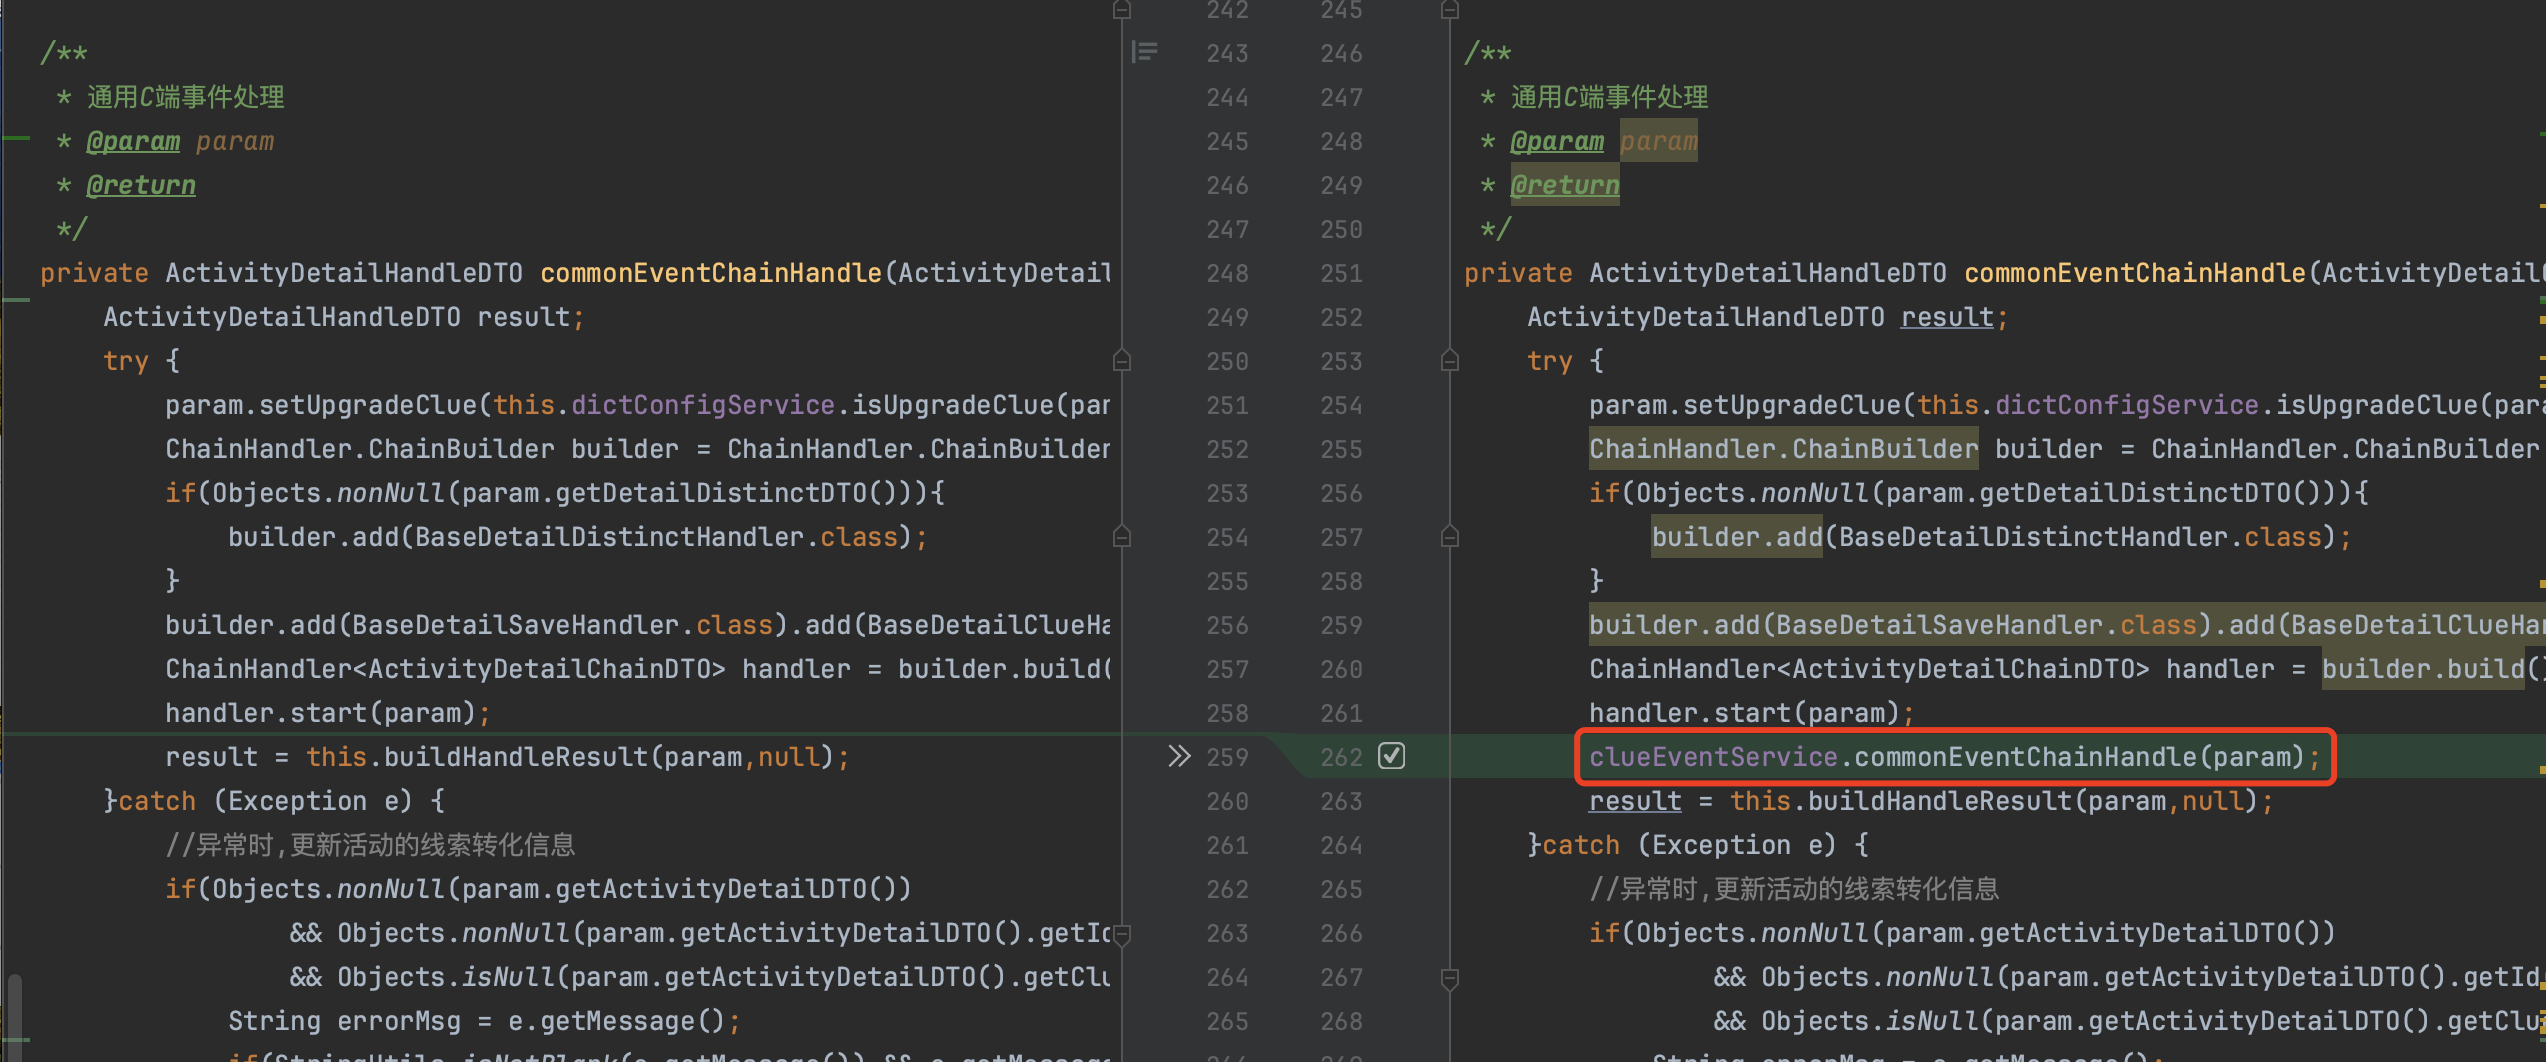 242 245
/** 243 246 /**
* 通用C端事件处理 244 247 * 通用C端事件处理
* @param param 245 248 * @param param
* @return 246 249 * @return
*/ 247 250 */
private ActivityDetailHandleDTO commonEventChainHandle(ActivityDetail 248 251 private ActivityDetailHandleDTO commonEventChainHandle(ActivityDetail
ActivityDetailHandleDTO result; 249 252 ActivityDetailHandleDTO result;
try { 250 253 try {
param.setUpgradeClue(this.dictConfigService.isUpgradeClue(par 251 254 param.setUpgradeClue(this.dictConfigService.isUpgradeClue(para
ChainHandler.ChainBuilder builder = ChainHandler.ChainBuilder 252 255 ChainHandler.ChainBuilder builder = ChainHandler.ChainBuilder
if(Objects.nonNull(param.getDetailDistinctDTO())){ 253 256 if(Objects.nonNull(param.getDetailDistinctDTO())){
builder.add(BaseDetailDistinctHandler.class); 254 257 builder.add(BaseDetailDistinctHandler.class);
} 255 258 }
builder.add(BaseDetailSaveHandler.class).add(BaseDetailClueHa 256 259 builder.add(BaseDetailSaveHandler.class).add(BaseDetailClueHan
ChainHandler<ActivityDetailChainDTO> handler = builder.build( 257 260 ChainHandler<ActivityDetailChainDTO> handler = builder.build()
handler.start(param); 258 261 handler.start(param);
result = this.buildHandleResult(param,null); 259 262 clueEventService.commonEventChainHandle(param);
}catch (Exception e) { 260 263 result = this.buildHandleResult(param,null);
//异常时,更新活动的线索转化信息 261 264 }catch (Exception e) {
if(Objects.nonNull(param.getActivityDetailDTO()) 262 265 //异常时,更新活动的线索转化信息
&& Objects.nonNull(param.getActivityDetailDTO().getId 263 266 if(Objects.nonNull(param.getActivityDetailDTO())
&& Objects.isNull(param.getActivityDetailDTO().getClu 264 267 && Objects.nonNull(param.getActivityDetailDTO().getId
String errorMsg = e.getMessage(); 265 268 && Objects.isNull(param.getActivityDetailDTO().getClu
String errorMsg = e.getMessage();